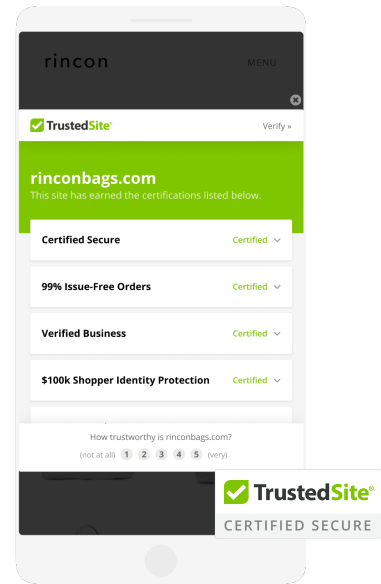 rincon
MENU
TrustedSite®
Verify »
rinconbags.com
This site has earned the certifications listed below.
Certified Secure Certified
99% Issue-Free Orders Certified
Verified Business Certified
$100k Shopper Identity Protection Certified
How trustworthy is rinconbags.com?
(not at all) 1 2 3 4 5 (very)
TrustedSite®
CERTIFIED SECURE